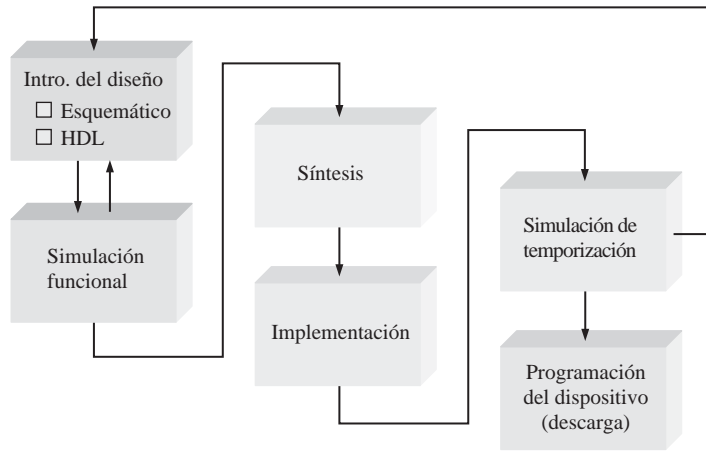 Intro. del diseño
Esquemático
HDL
Simulación
funcional
Síntesis
Implementación
Simulación de
temporización
Programación
del dispositivo
(descarga)